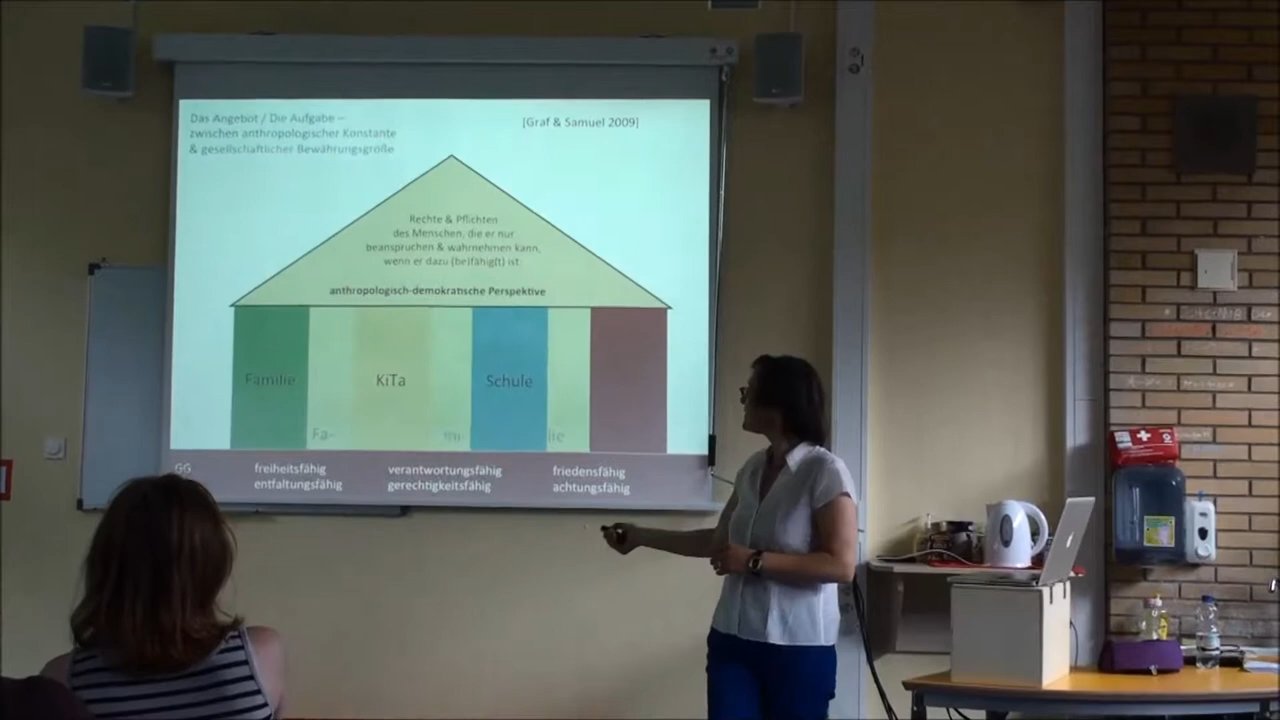 Das Angebot / Die Aufgabe –
zwischen anthropologischer Konstante
& gesellschaftlicher Bewährungsgröße
[Graf & Samuel 2009]
Rechte & Pflichten
des Menschen, die er nur
beanspruchen & wahrnehmen kann,
wenn er dazu (be)fähig(t) ist:
anthropologisch-demokratische Perspektive
Familie
KiTa
Schule
Fa-
mi-
lie
GG
freiheitsfähig
entfaltungsfähig
verantwortungsfähig
gerechtigkeitsfähig
friedensfähig
achtungsfähig